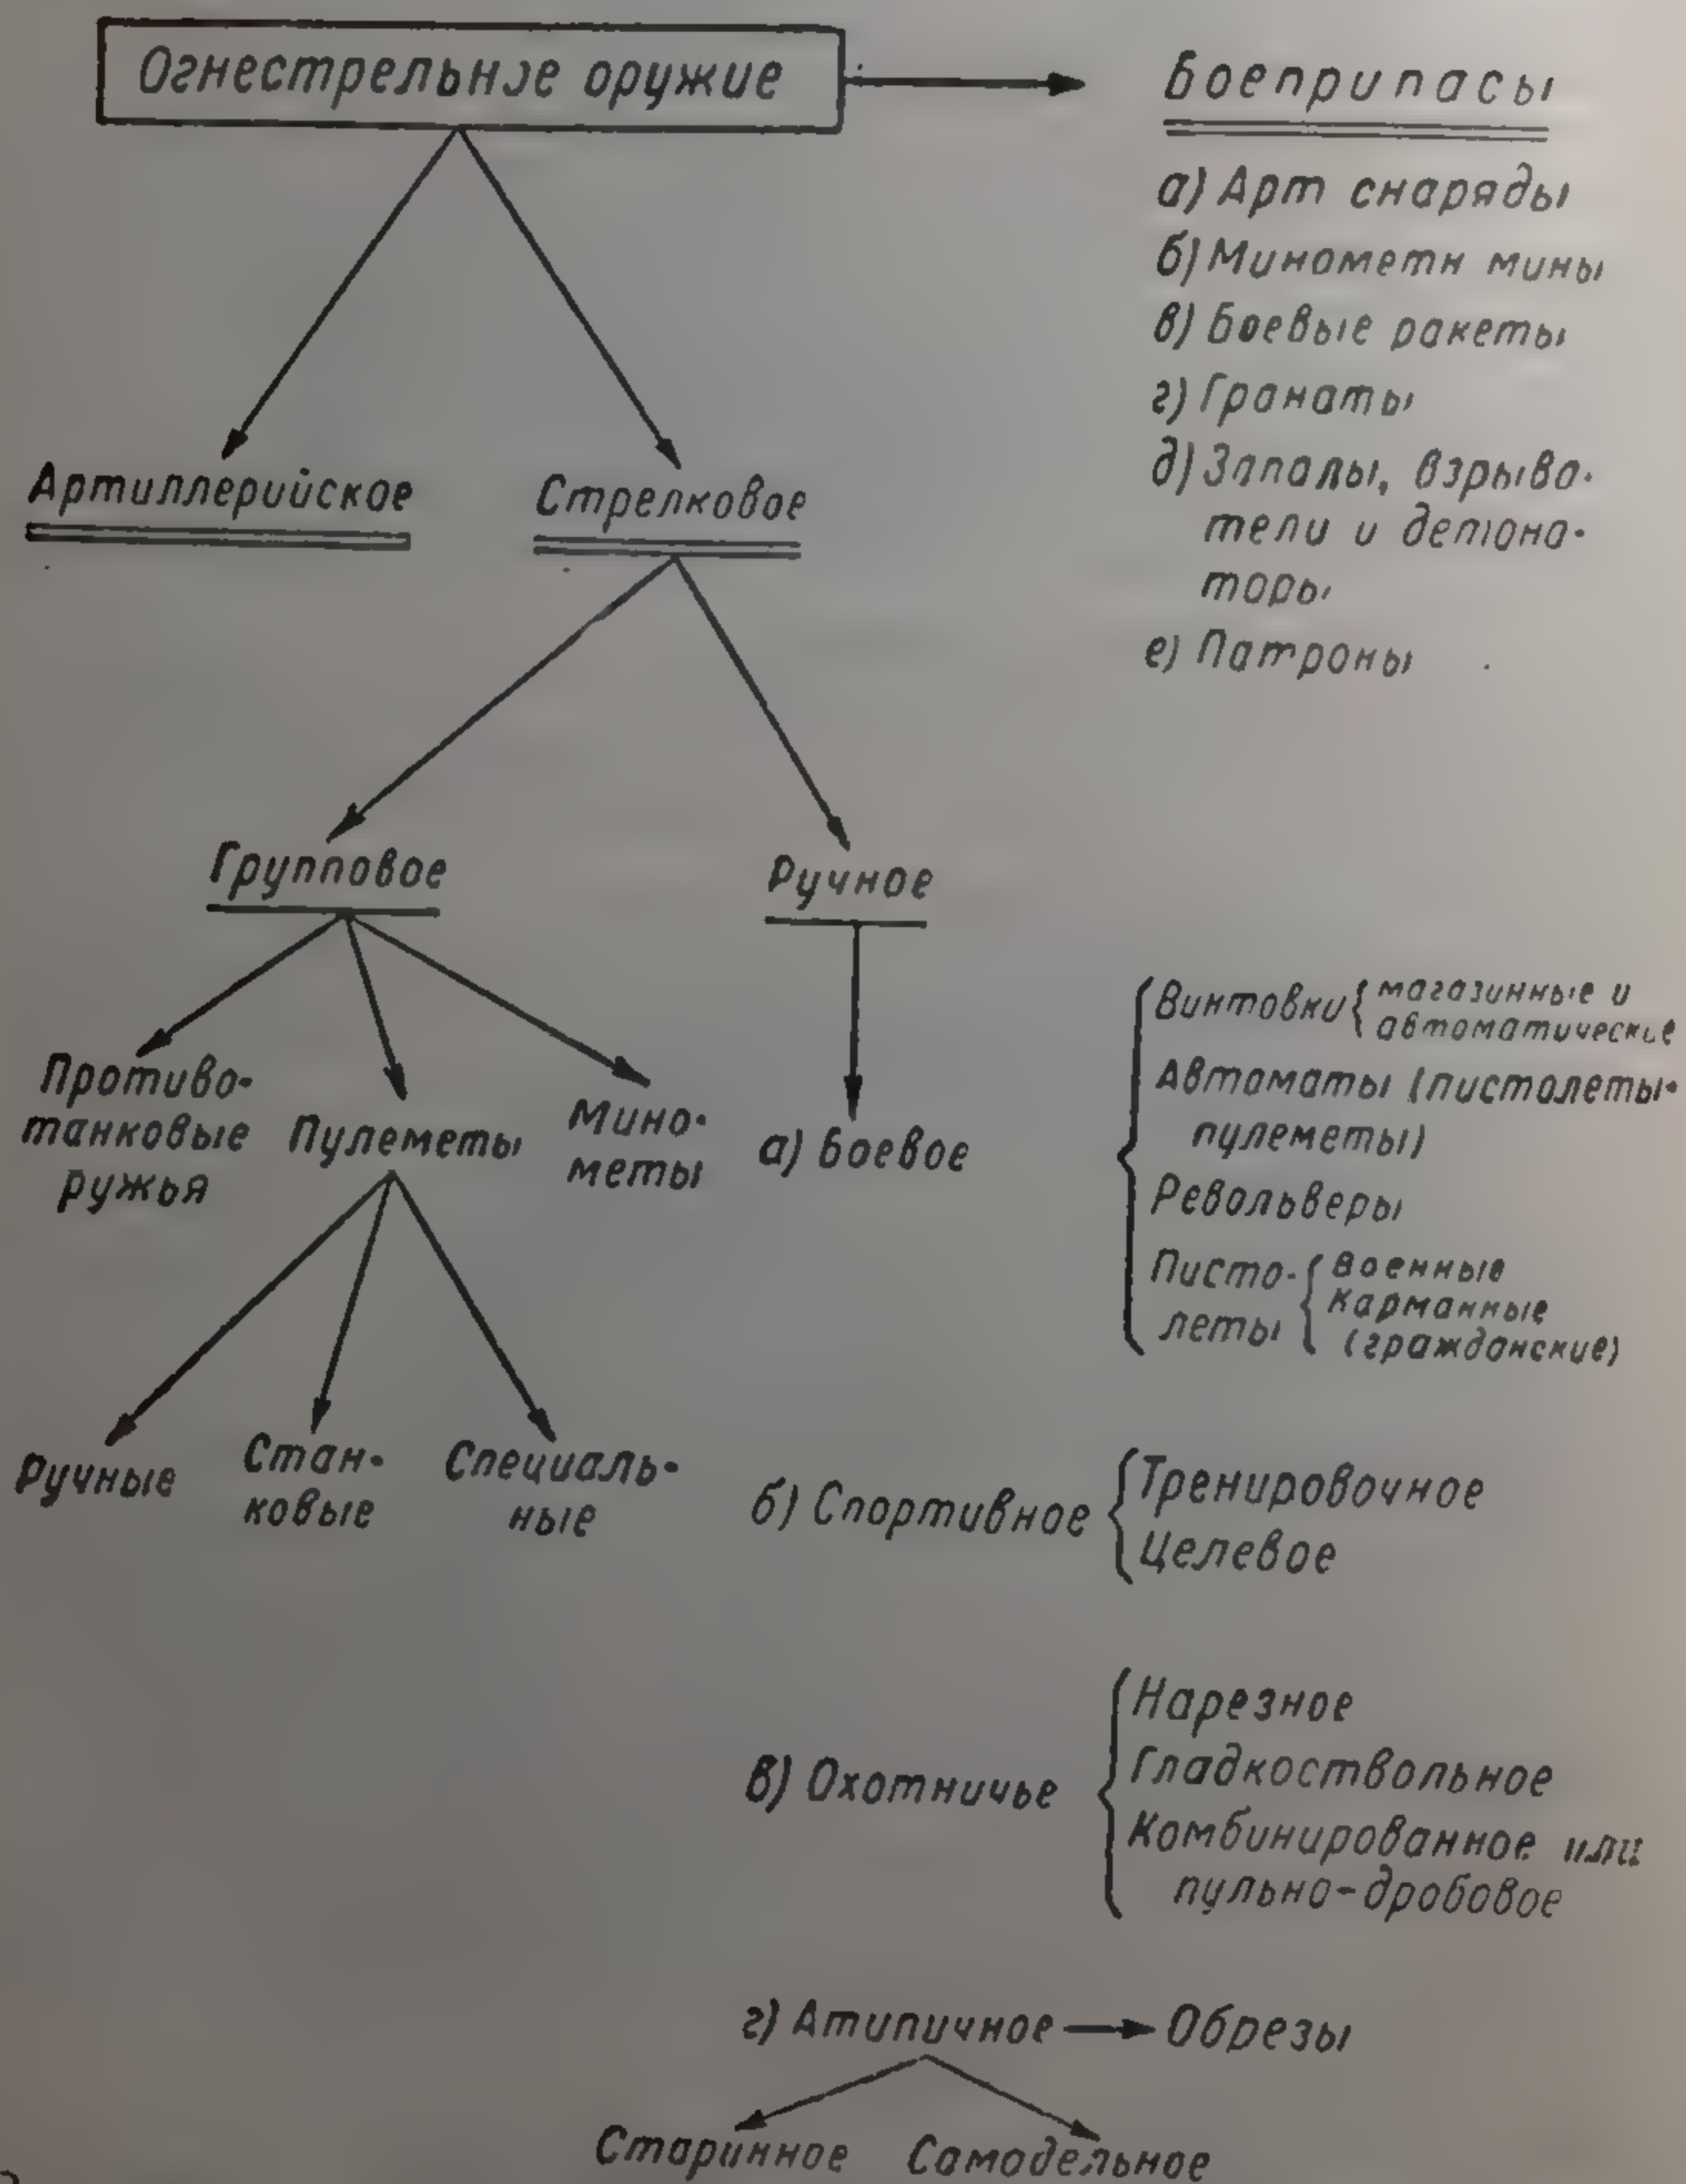 Огнестрельное оружие
Боеприпасы
а) Арт снаряды
б) Минометн мины
в) Боевые ракеты
г) Гранаты
д) Запалы, взрыва-
тели и детона-
торы
е) Патроны
Артиллерийское
Стрелковое
Групповое
Ручное
Противо-
танковые
ружья
Пулеметы
Мино-
меты
Ручные
Стан-
ковые
Специаль-
ные
а) Боевое
Винтовки { магазинные и
автоматические
Автоматы (пистолеты-
пулеметы)
Револьверы
Писто-
леты
военные
карманные
(гражданские)
б) Спортивное
Тренировочное
Целевое
в) Охотничье
Нарезное
Гладкоствольное
Комбинированное или
пульно-дробовое
г) Атипичное
Обрезы
Старинное
Самодельное